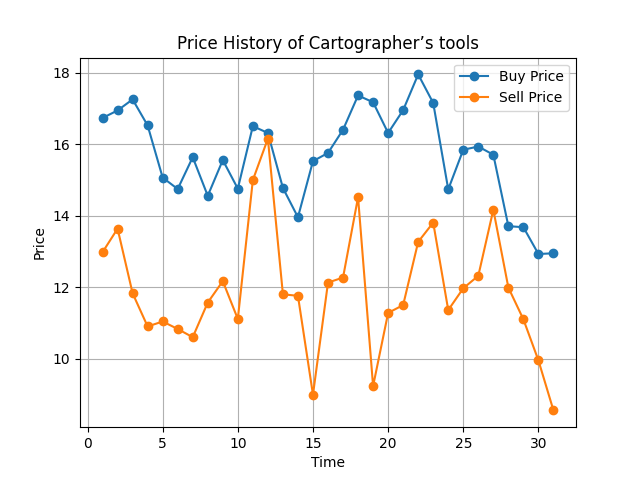 Price History of Cartographer’s tools
Buy Price
Sell Price
18
16
14
12
10
Price
0 5 10 15 20 25 30
Time